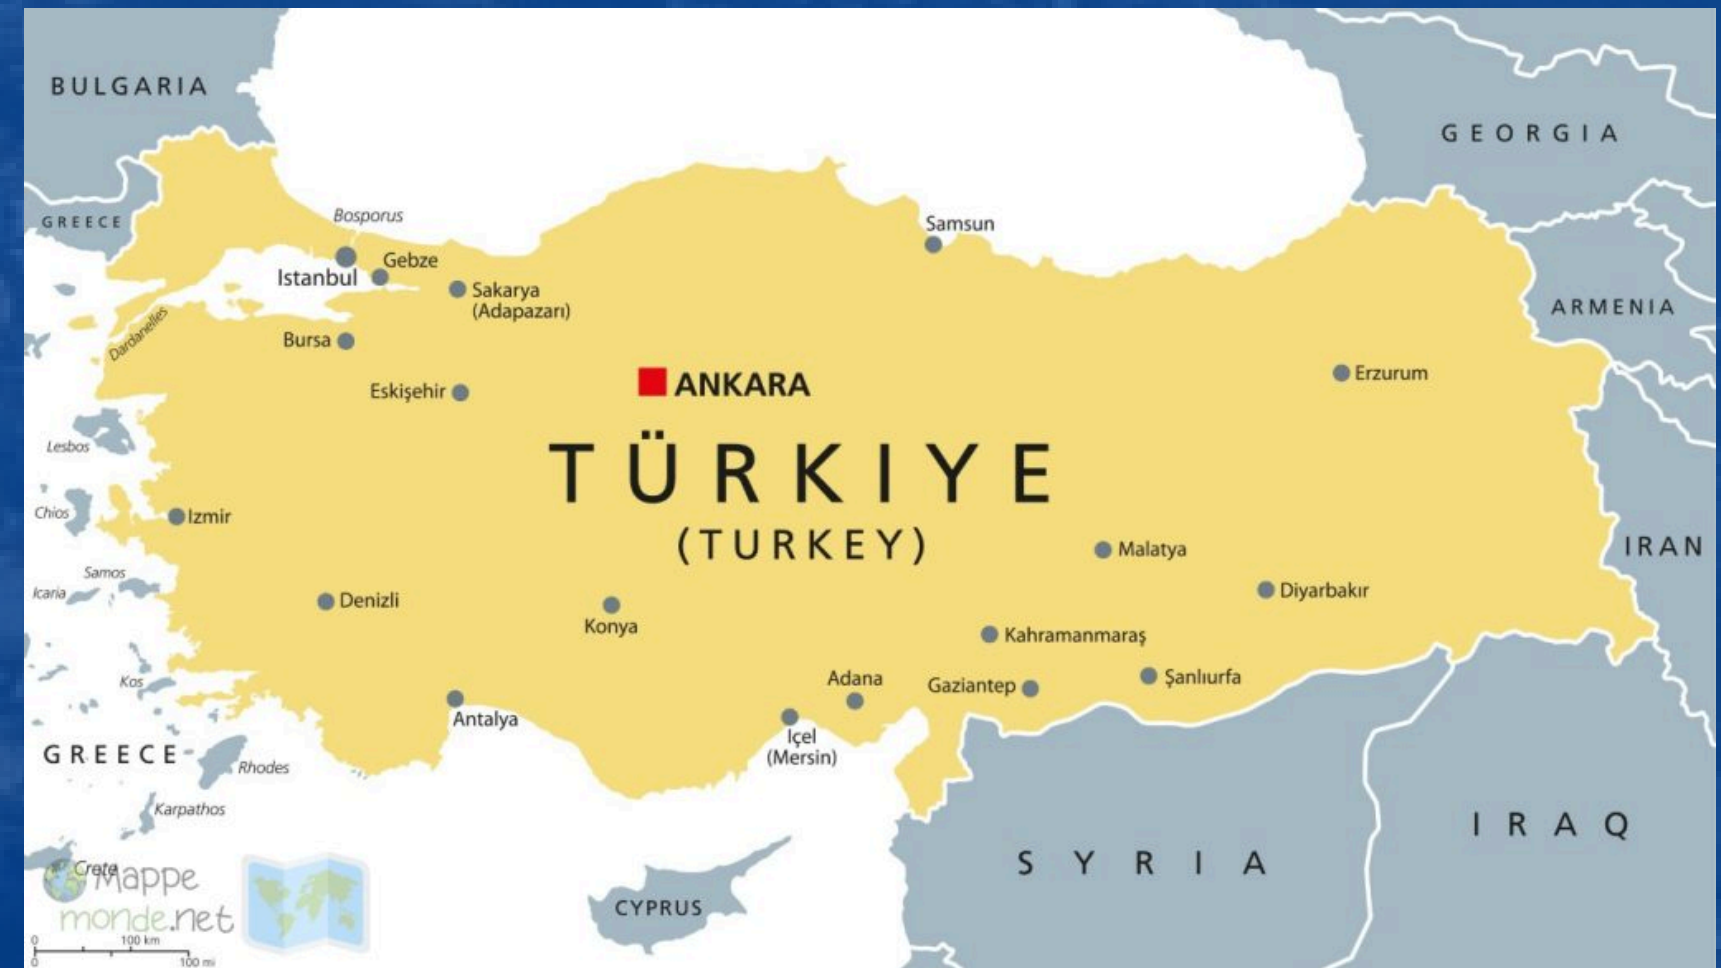 BULGARIA
GEORGIA
GREECE
Bosporus
Samsun
Istanbul
Gebze
Sakarya
(Adapazarı)
ARMENIA
Dardanelles
Bursa
Eskişehir
ANKARA
Erzurum
TÜRKIYE
(TURKEY)
Lesbos
Chios
Izmir
IRAN
Malatya
Samos
Icaria
Denizli
Konya
Diyarbakır
Kahramanmaraş
Kos
Adana
Gaziantep
Şanlıurfa
Antalya
Içel
(Mersin)
GREECE
Rhodes
Karpathos
IRAQ
SYRIA
Crete
CYPRUS
Mappe
monde.net
0 100 km
0 100 mi